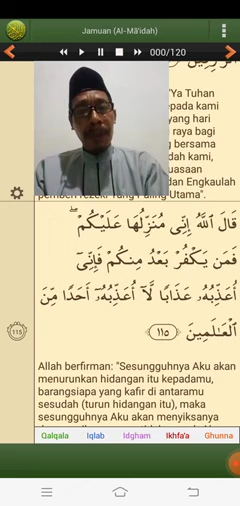 Jamuan (Al-Mā'idah)
000/120
"Ya Tuhan
epada kami
yang hari
raya bagi
bersama
dah kami,
uasaan
dan Engkaulah
pemberi rezeki Yang Paling Utama".
قَالَ ٱللَّهُ إِنِّى مُنَزِّلُهَا عَلَيْكُمْ ۖ
فَمَن يَكْفُرْ بَعْدُ مِنكُمْ فَإِنِّىٓ
أُعَذِّبُهُۥ عَذَابًا لَّآ أُعَذِّبُهُۥٓ أَحَدًا مِّنَ
ٱلْعَـٰلَمِينَ ١١٥
115
Allah berfirman: "Sesungguhnya Aku akan
menurunkan hidangan itu kepadamu,
barangsiapa yang kafir di antaramu
sesudah (turun hidangan itu), maka
sesungguhnya Aku akan menyiksanya
Qalqala Iqlab Idgham Ikhfa'a Ghunna